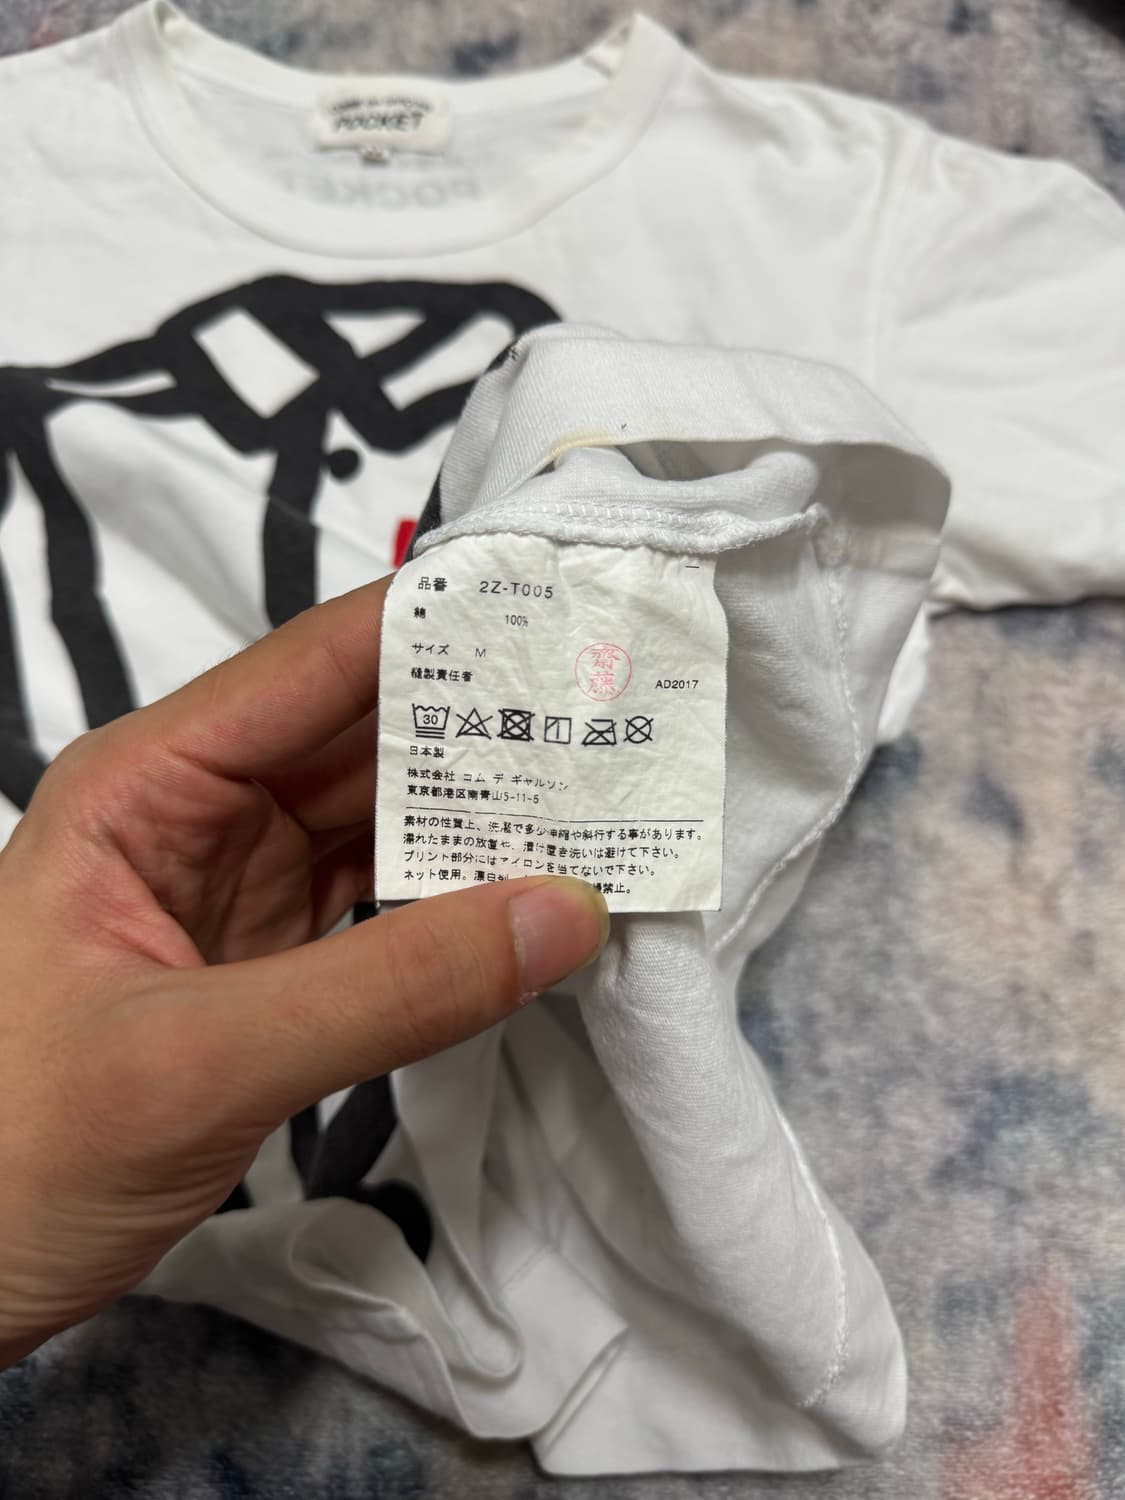 POCKET
品番 2Z-T005
綿 100%
サイズ M
縫製責任者 齋藤 AD2017
30
日本製
株式会社 コム デ ギャルソン
東京都港区南青山5-11-5
素材の性質上、洗濯で多少伸縮や斜行する事があります。
濡れたままの放置や、漬け置き洗いは避けて下さい。
プリント部分にはアイロンを当てないで下さい。
ネット使用。漂白剤 禁止。